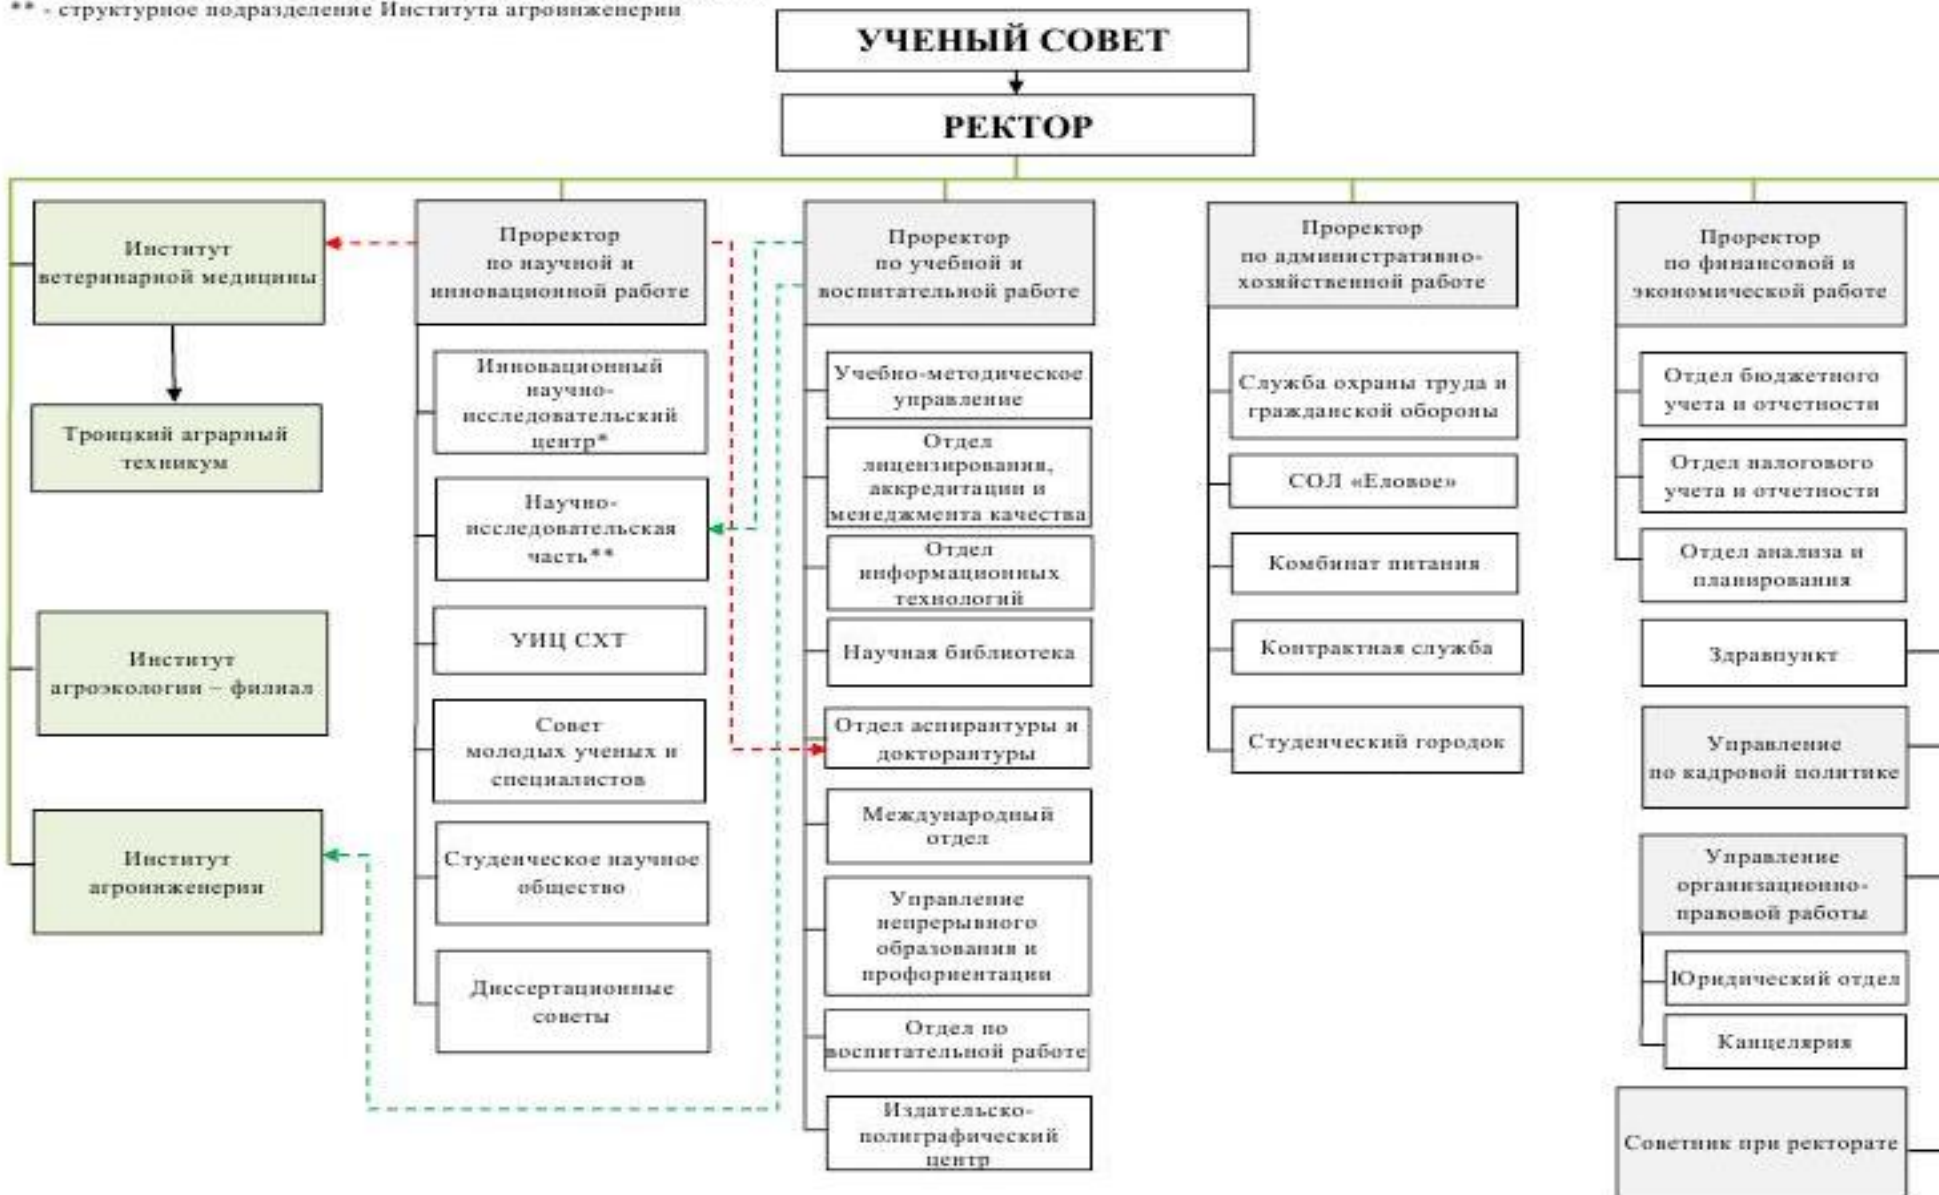 ** - структурное подразделение Института агроинженерии
УЧЕНЫЙ СОВЕТ
РЕКТОР
Институт
ветеринарной медицины
Троицкий аграрный
техникум
Институт
агроэкологии – филиал
Институт
агроинженерии
Проректор
по научной и
инновационной работе
Инновационный
научно-
исследовательский
центр*
Научно-
исследовательская
часть**
УИЦ СХТ
Совет
молодых ученых и
специалистов
Студенческое научное
общество
Диссертационные
советы
Проректор
по учебной и
воспитательной работе
Учебно-методическое
управление
Отдел
лицензирования,
аккредитации и
менеджмента качества
Отдел
информационных
технологий
Научная библиотека
Отдел аспирантуры и
докторантуры
Международный
отдел
Управление
непрерывного
образования и
профориентации
Отдел по
воспитательной работе
Издательско-
полиграфический
центр
Проректор
по административно-
хозяйственной работе
Служба охраны труда и
гражданской обороны
СОЛ «Еловое»
Комбинат питания
Контрактная служба
Студенческий городок
Проректор
по финансовой и
экономической работе
Отдел бюджетного
учета и отчетности
Отдел налогового
учета и отчетности
Отдел анализа и
планирования
Здравпункт
Управление
по кадровой политике
Управление
организационно-
правовой работы
Юридический отдел
Канцелярия
Советник при ректорате